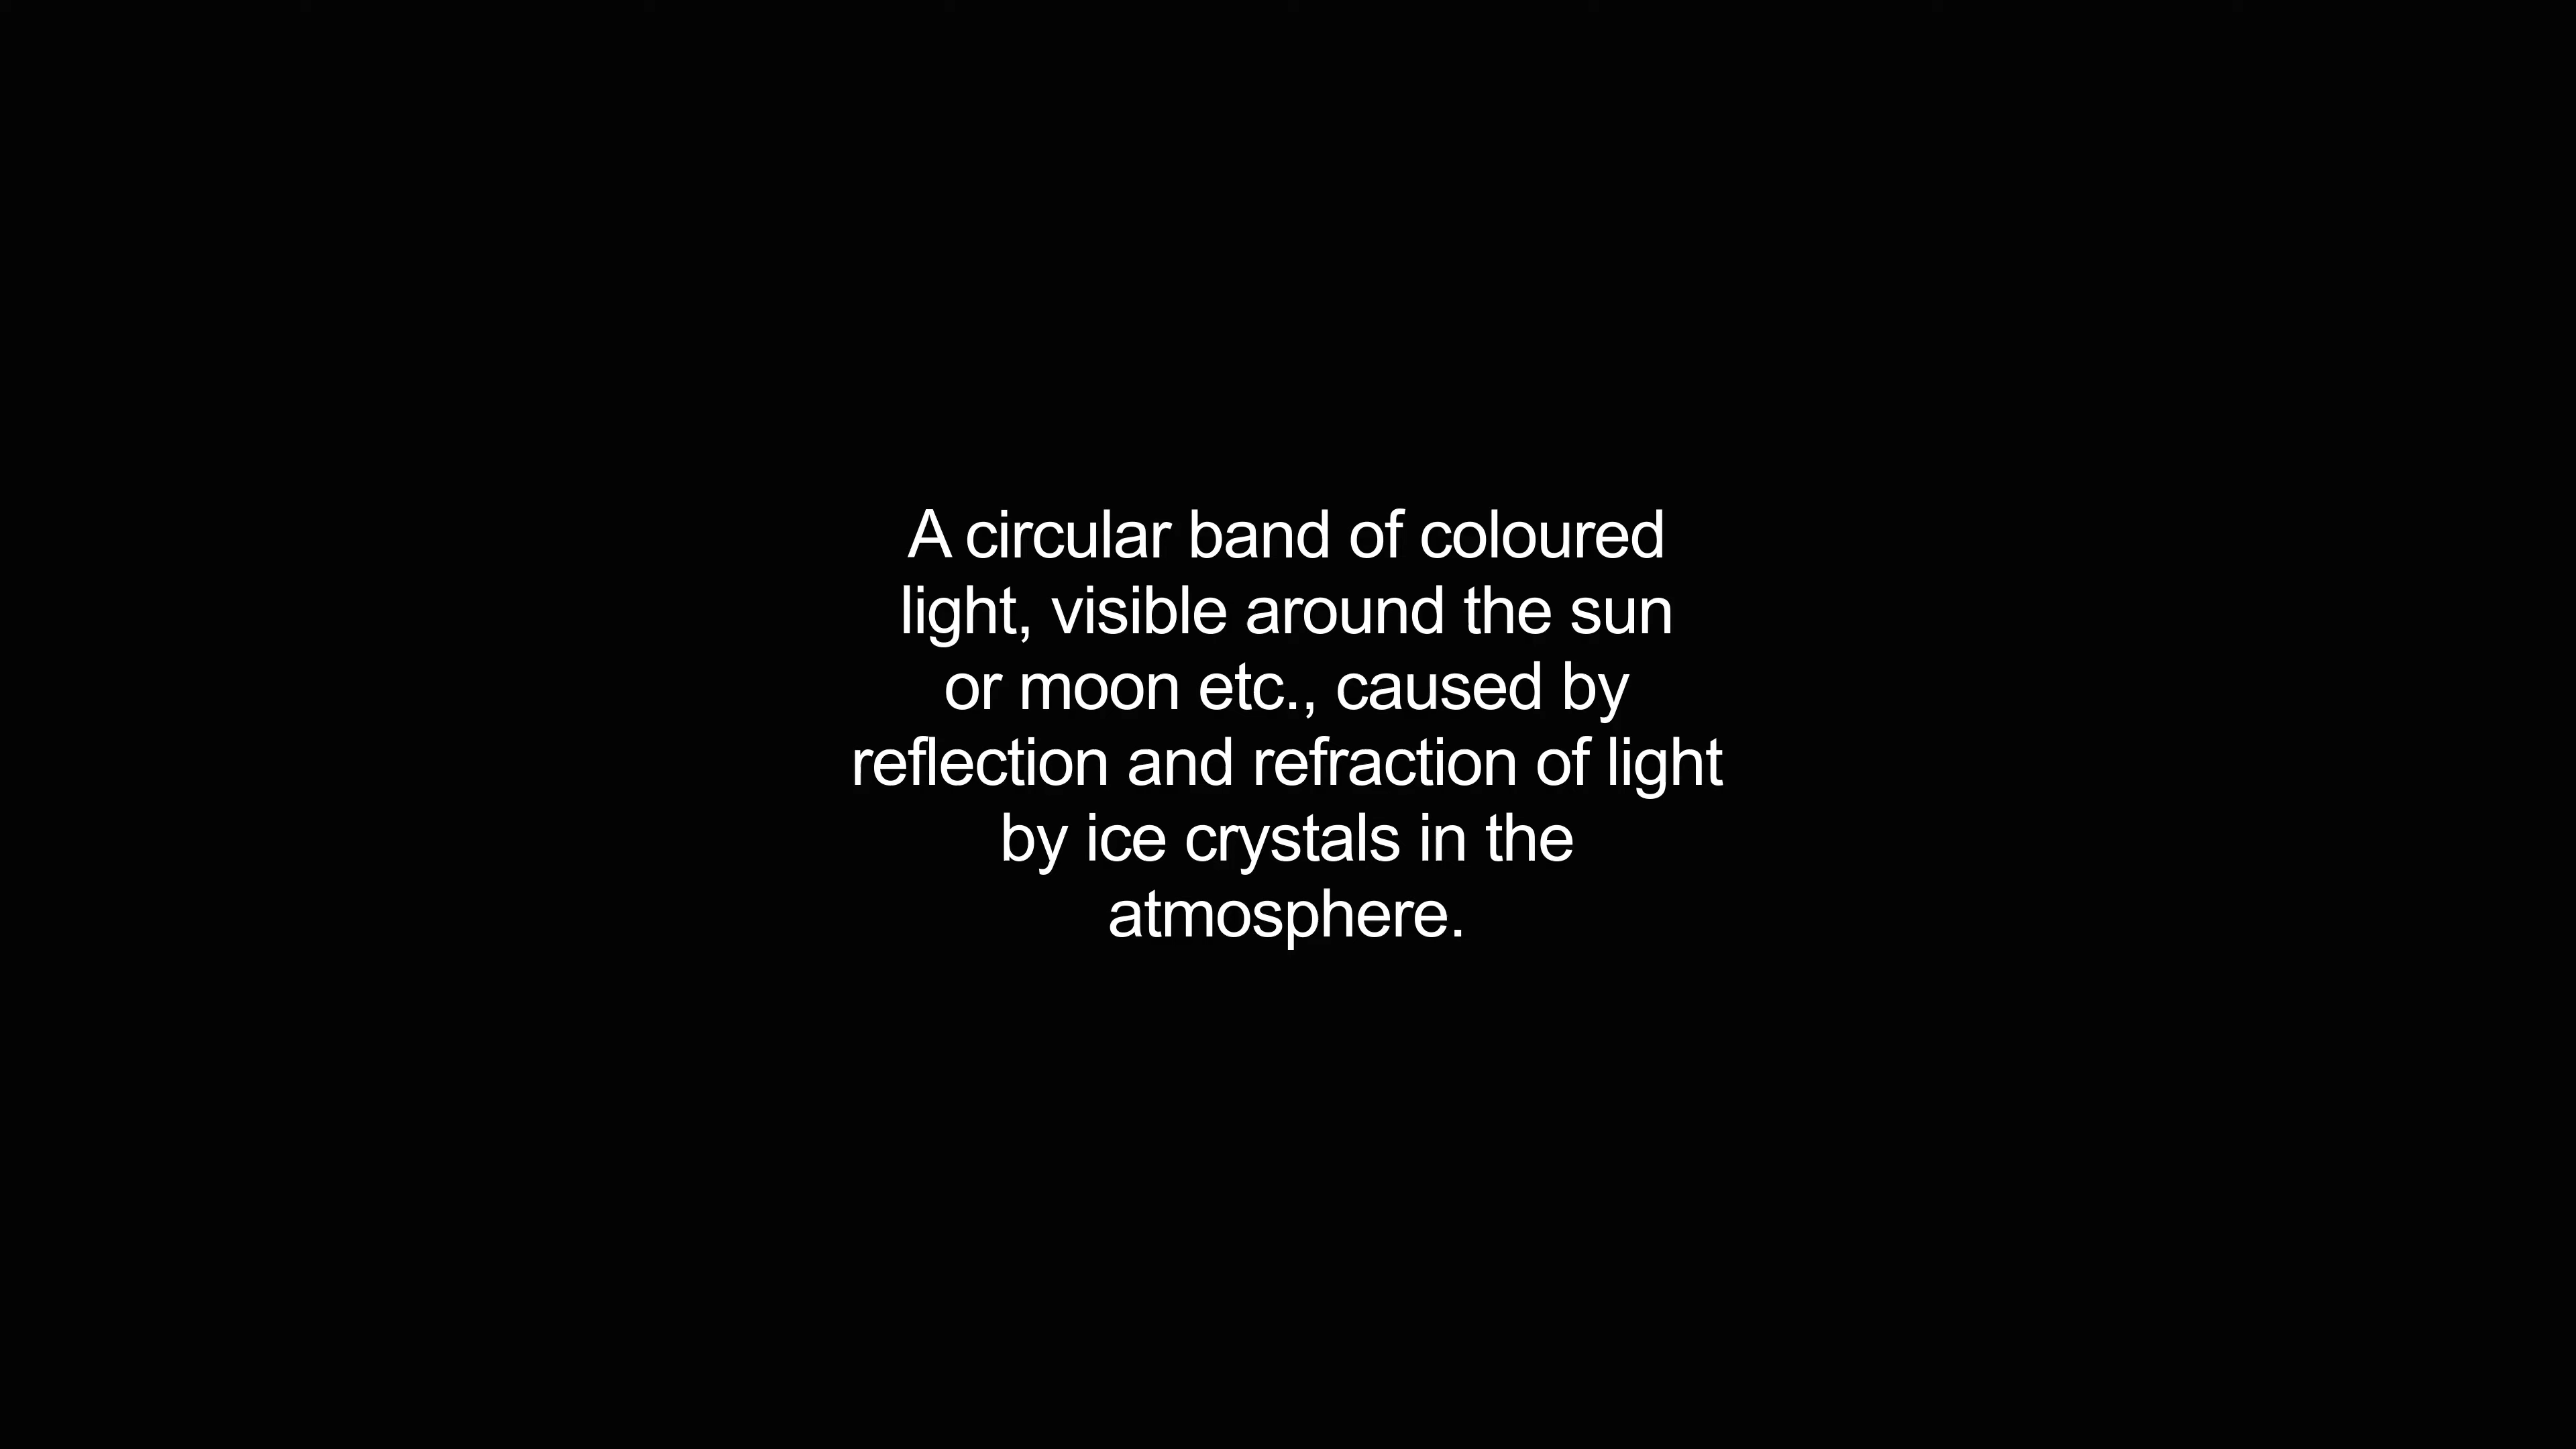 A circular band of coloured
light, visible around the sun
or moon etc., caused by
reflection and refraction of light
by ice crystals in the
atmosphere.